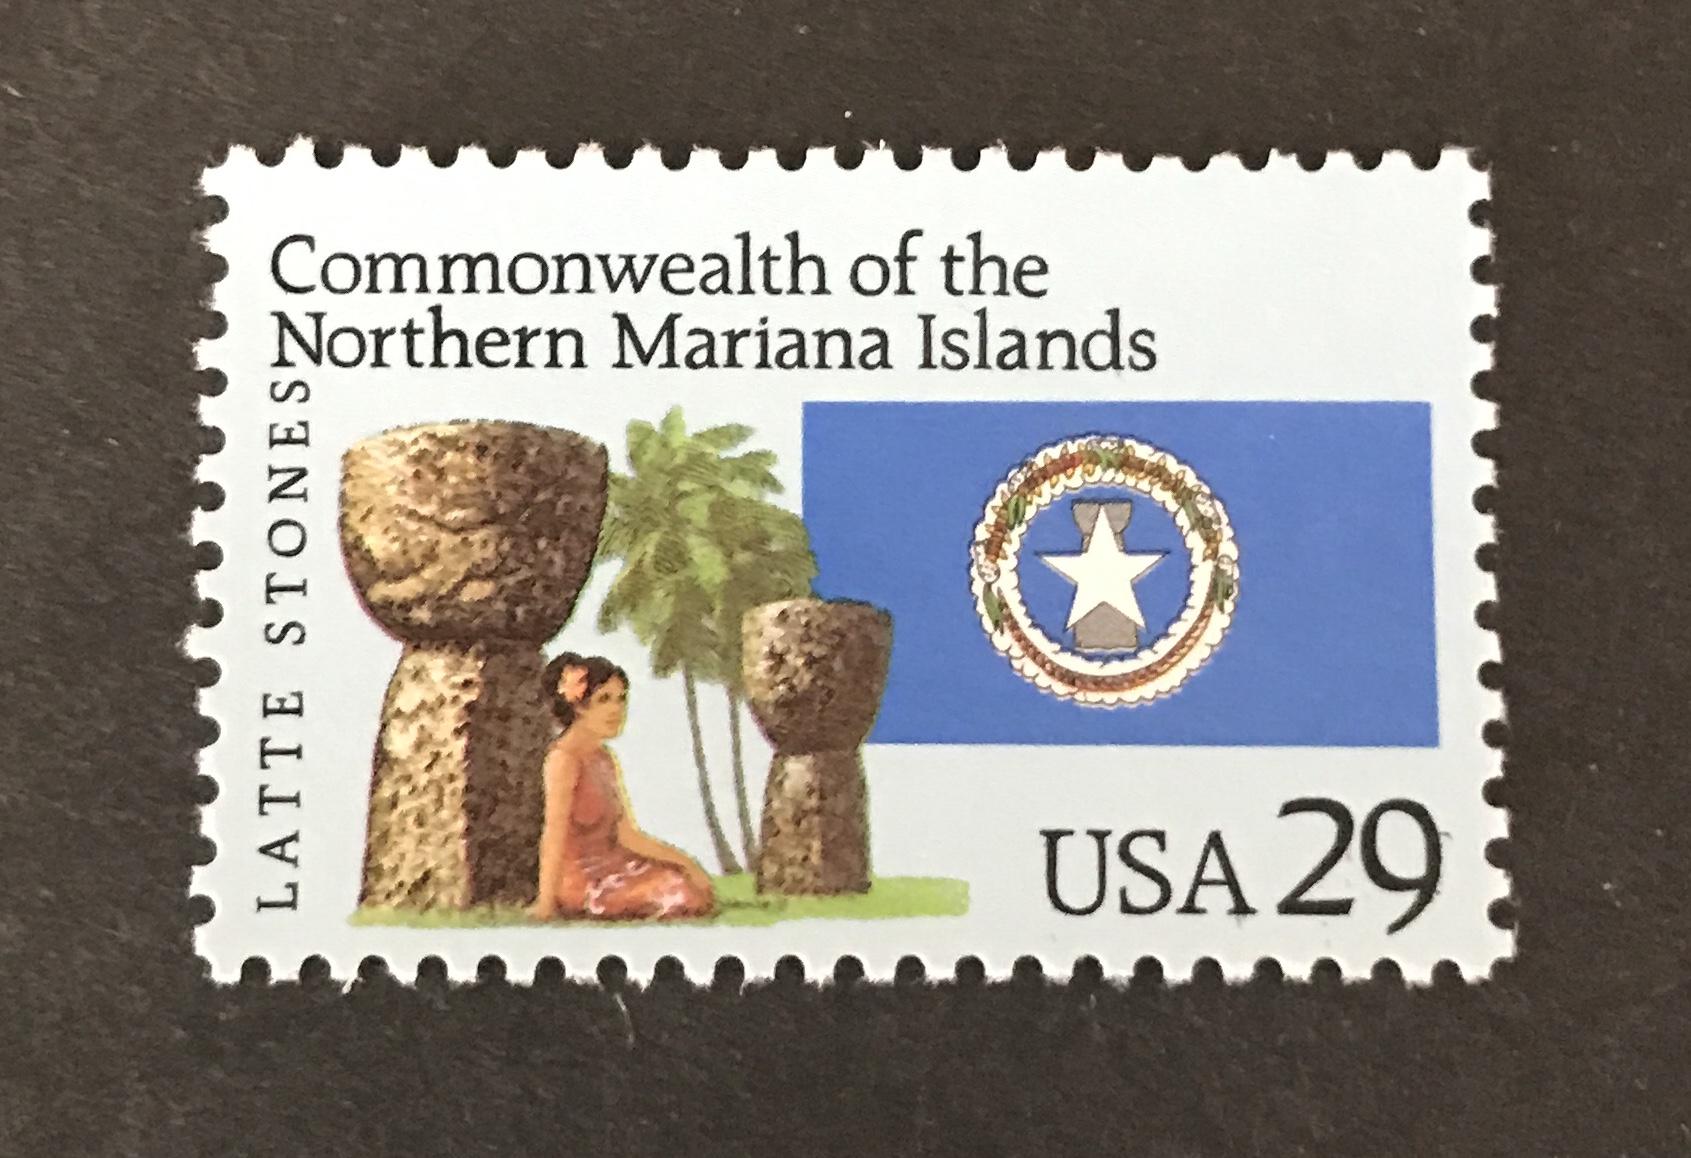 Commonwealth of the
Northern Mariana Islands
LATTE STONES
USA 29